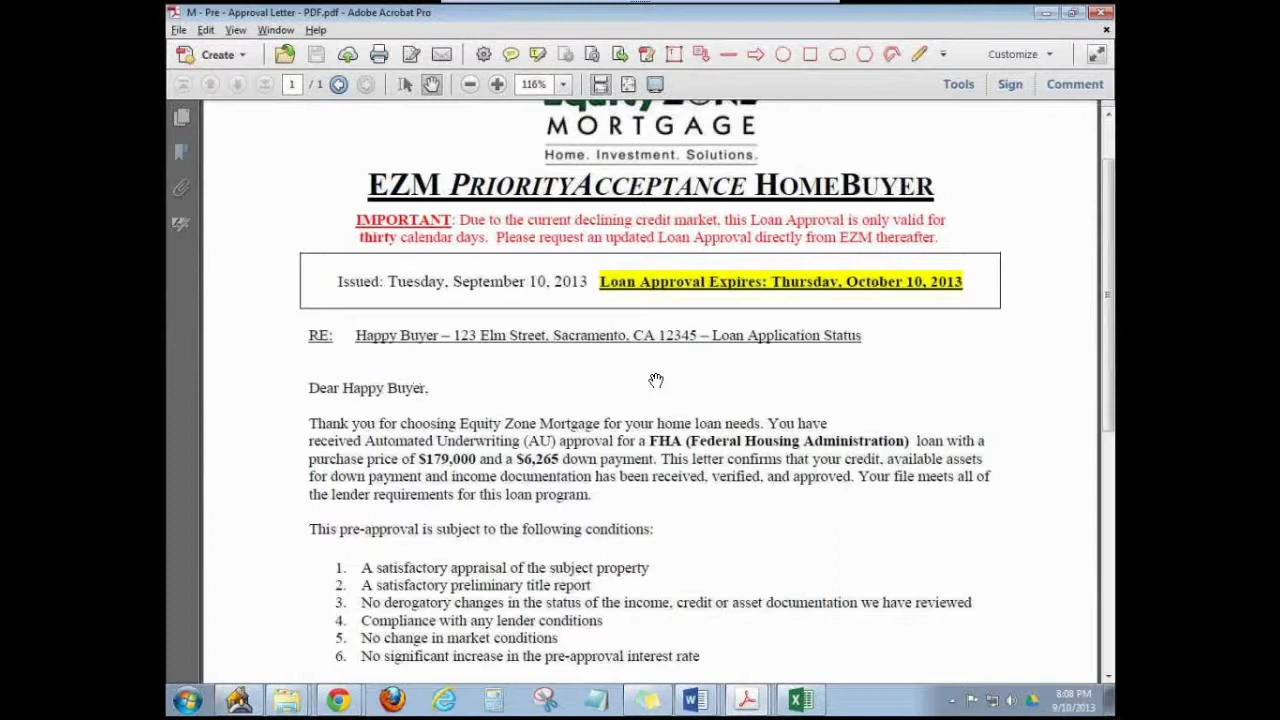 M - Pre - Approval Letter - PDF.pdf - Adobe Acrobat Pro
File Edit View Window Help
Create Customize
1 / 1 116% Tools Sign Comment
Equity ZONE
MORTGAGE
Home. Investment. Solutions.
EZM PRIORITYACCEPTANCE HOMEBUYER
IMPORTANT: Due to the current declining credit market, this Loan Approval is only valid for
thirty calendar days. Please request an updated Loan Approval directly from EZM thereafter.
Issued: Tuesday, September 10, 2013 Loan Approval Expires: Thursday, October 10, 2013
RE: Happy Buyer – 123 Elm Street, Sacramento, CA 12345 – Loan Application Status
Dear Happy Buyer,
Thank you for choosing Equity Zone Mortgage for your home loan needs. You have
received Automated Underwriting (AU) approval for a FHA (Federal Housing Administration) loan with a
purchase price of $179,000 and a $6,265 down payment. This letter confirms that your credit, available assets
for down payment and income documentation has been received, verified, and approved. Your file meets all of
the lender requirements for this loan program.
This pre-approval is subject to the following conditions:
1. A satisfactory appraisal of the subject property
2. A satisfactory preliminary title report
3. No derogatory changes in the status of the income, credit or asset documentation we have reviewed
4. Compliance with any lender conditions
5. No change in market conditions
6. No significant increase in the pre-approval interest rate
8:08 PM
9/10/2013